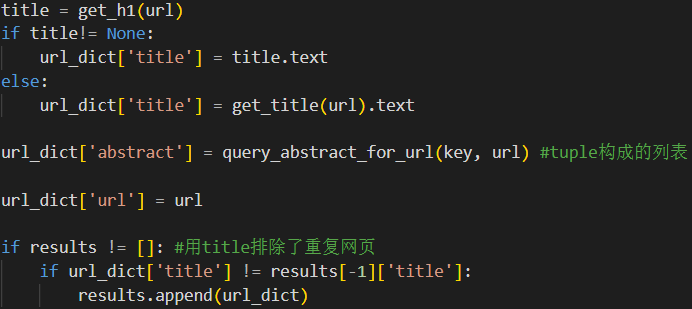 title = get_h1(url)
if title!= None:
    url_dict['title'] = title.text
else:
    url_dict['title'] = get_title(url).text

url_dict['abstract'] = query_abstract_for_url(key, url) #tuple构成的列表

url_dict['url'] = url

if results != []: #用title排除了重复网页
    if url_dict['title'] != results[-1]['title']:
        results.append(url_dict)